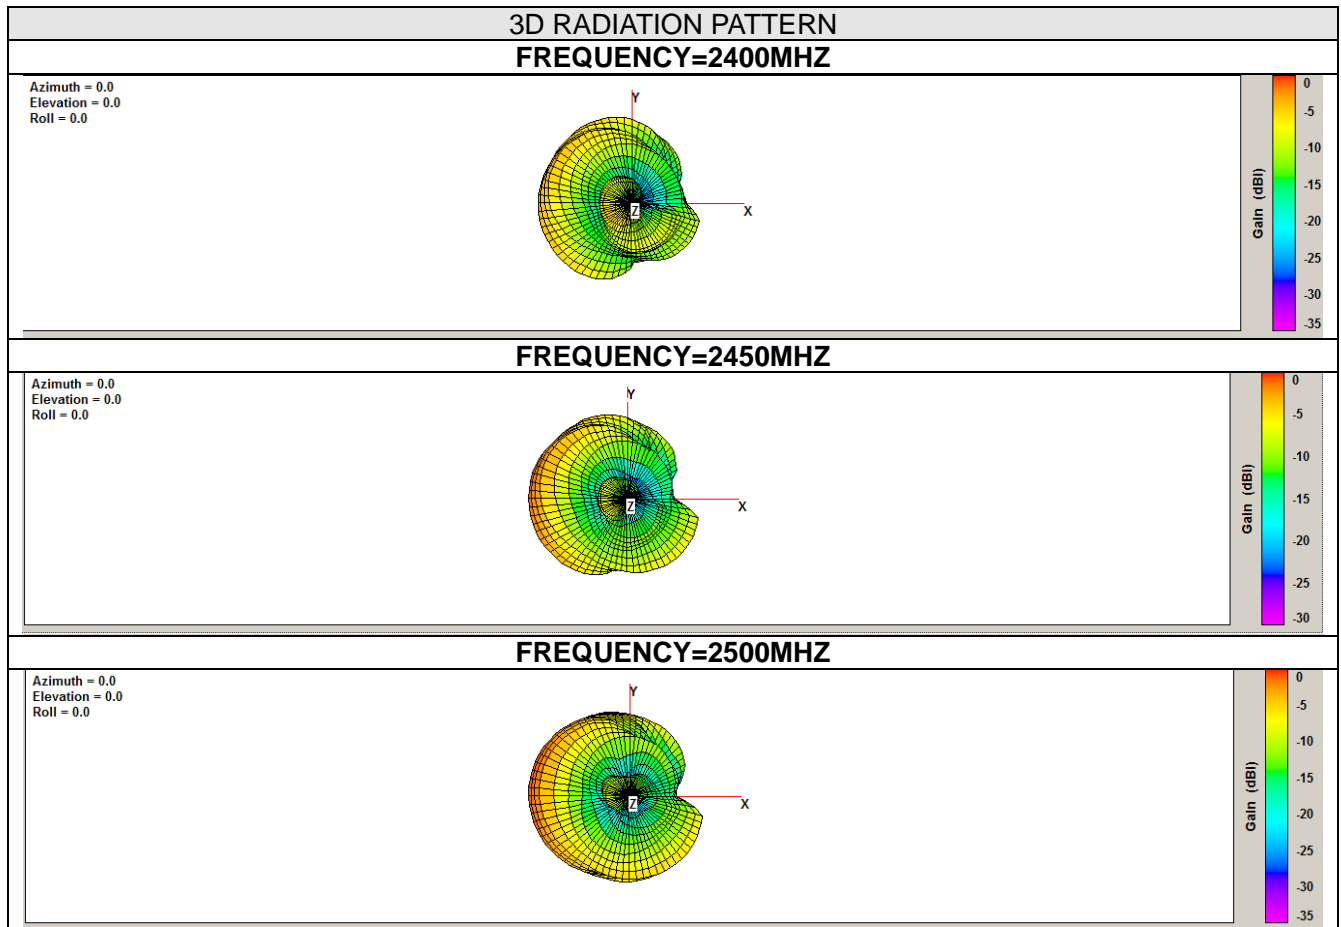 3D RADIATION PATTERN
FREQUENCY=2400MHZ
Azimuth = 0.0
Elevation = 0.0
Roll = 0.0
Y
X
Z
Gain (dBI)
0
-5
-10
-15
-20
-25
-30
-35
FREQUENCY=2450MHZ
Azimuth = 0.0
Elevation = 0.0
Roll = 0.0
Y
X
Z
Gain (dBI)
0
-5
-10
-15
-20
-25
-30
FREQUENCY=2500MHZ
Azimuth = 0.0
Elevation = 0.0
Roll = 0.0
Y
X
Z
Gain (dBI)
0
-5
-10
-15
-20
-25
-30
-35